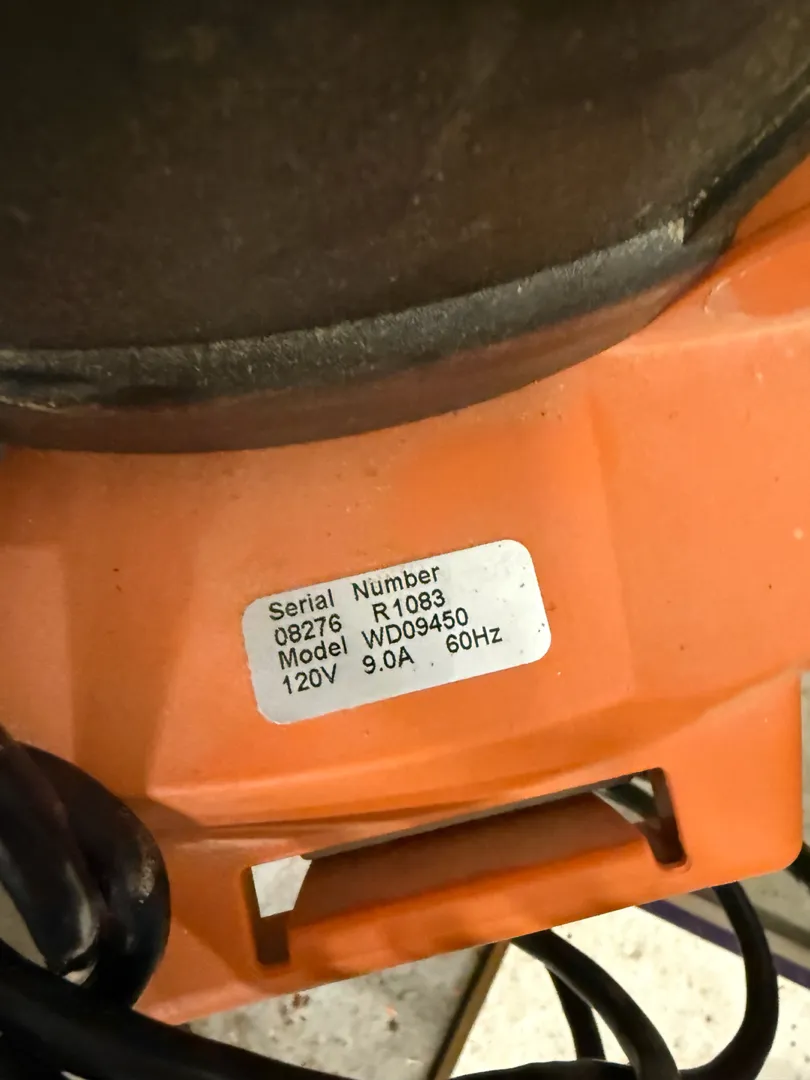 Serial Number
08276 R1083
Model WD09450
120V 9.0A 60Hz